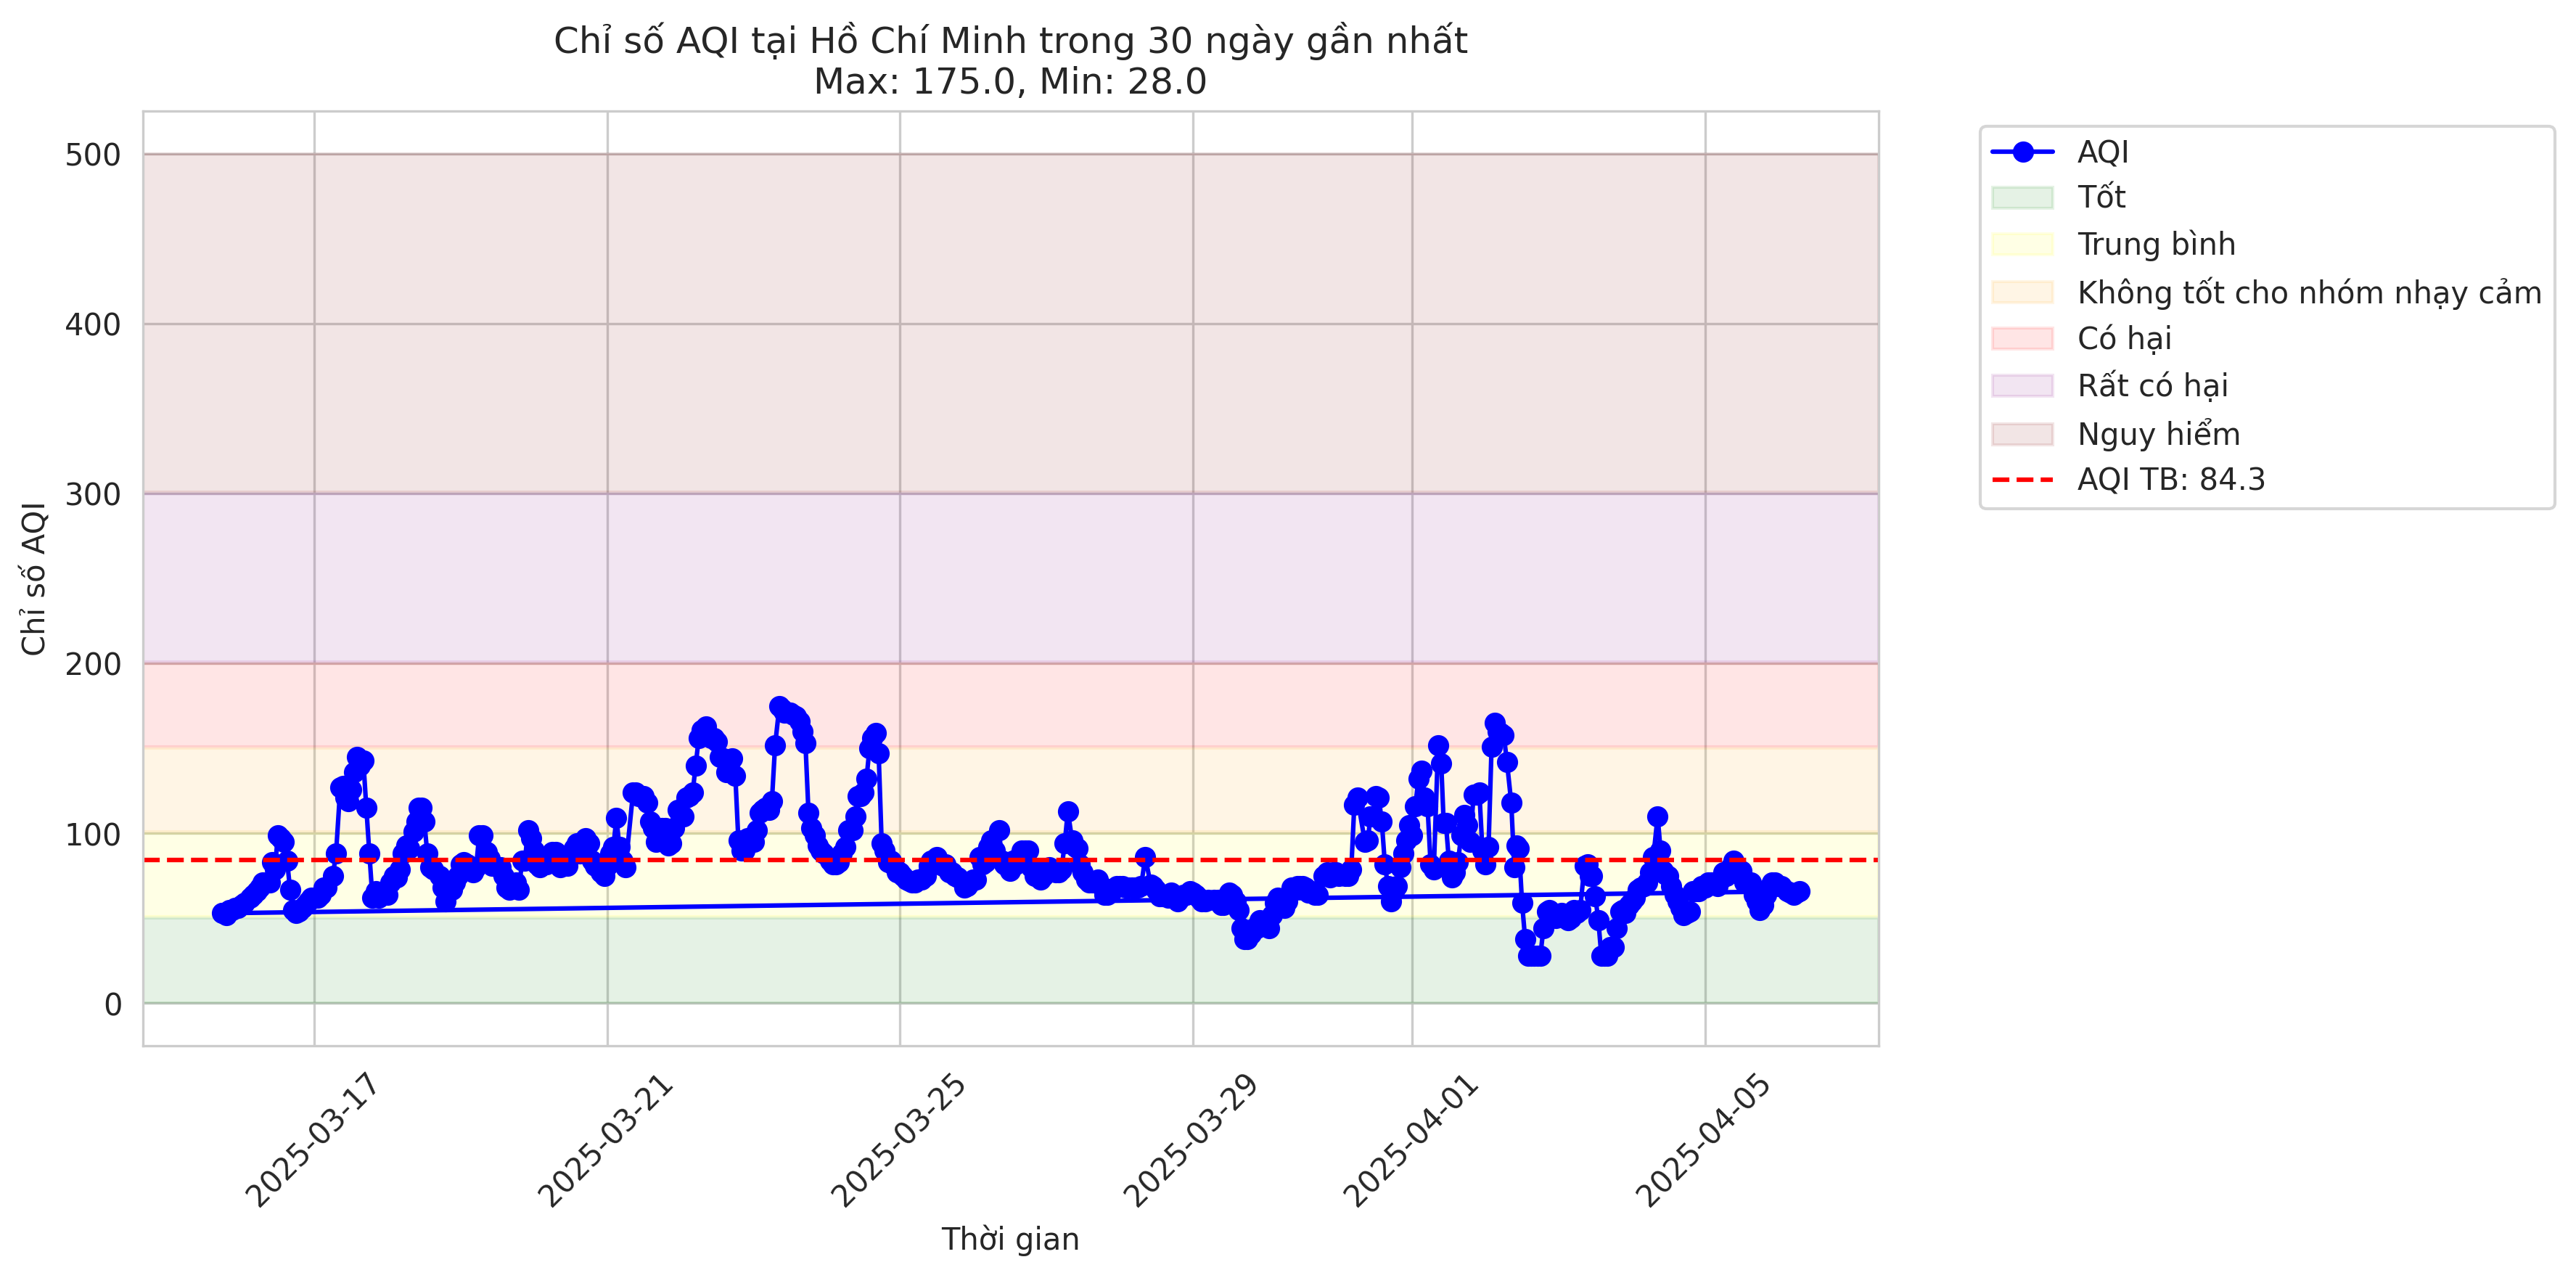 Chỉ số AQI tại Hồ Chí Minh trong 30 ngày gần nhất
Max: 175.0, Min: 28.0
Chỉ số AQI
500
400
300
200
100
0
2025-03-17
2025-03-21
2025-03-25
2025-03-29
2025-04-01
2025-04-05
Thời gian
AQI
Tốt
Trung bình
Không tốt cho nhóm nhạy cảm
Có hại
Rất có hại
Nguy hiểm
AQI TB: 84.3